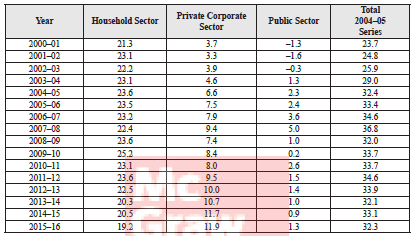 Year Household Sector Private Corporate Sector Public Sector Total 2004–05 Series
2000–01 21.3 3.7 –1.3 23.7
2001–02 23.1 3.3 –1.6 24.8
2002–03 22.2 3.9 –0.3 25.9
2003–04 23.1 4.6 1.3 29.0
2004–05 23.6 6.6 2.3 32.4
2005–06 23.5 7.5 2.4 33.4
2006–07 23.2 7.9 3.6 34.6
2007–08 22.4 9.4 5.0 36.8
2008–09 23.6 7.4 1.0 32.0
2009–10 25.2 8.4 0.2 33.7
2010–11 23.1 8.0 2.6 33.7
2011–12 23.6 9.5 1.5 34.6
2012–13 22.5 10.0 1.4 33.9
2013–14 20.3 10.7 1.0 32.1
2014–15 20.5 11.7 0.9 33.1
2015–16 19.2 11.9 1.3 32.3
Mc
Graw